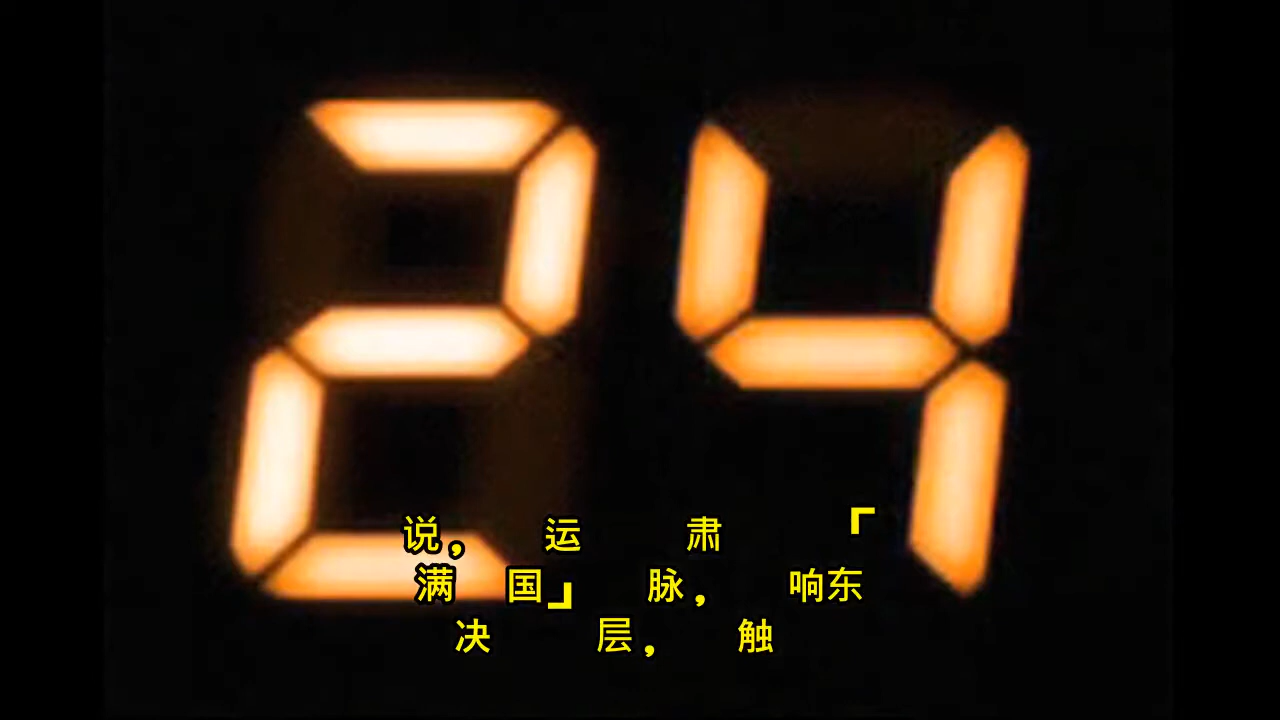 24
说， 运 肃 「
满 国」 脉， 响东
决 层， 触